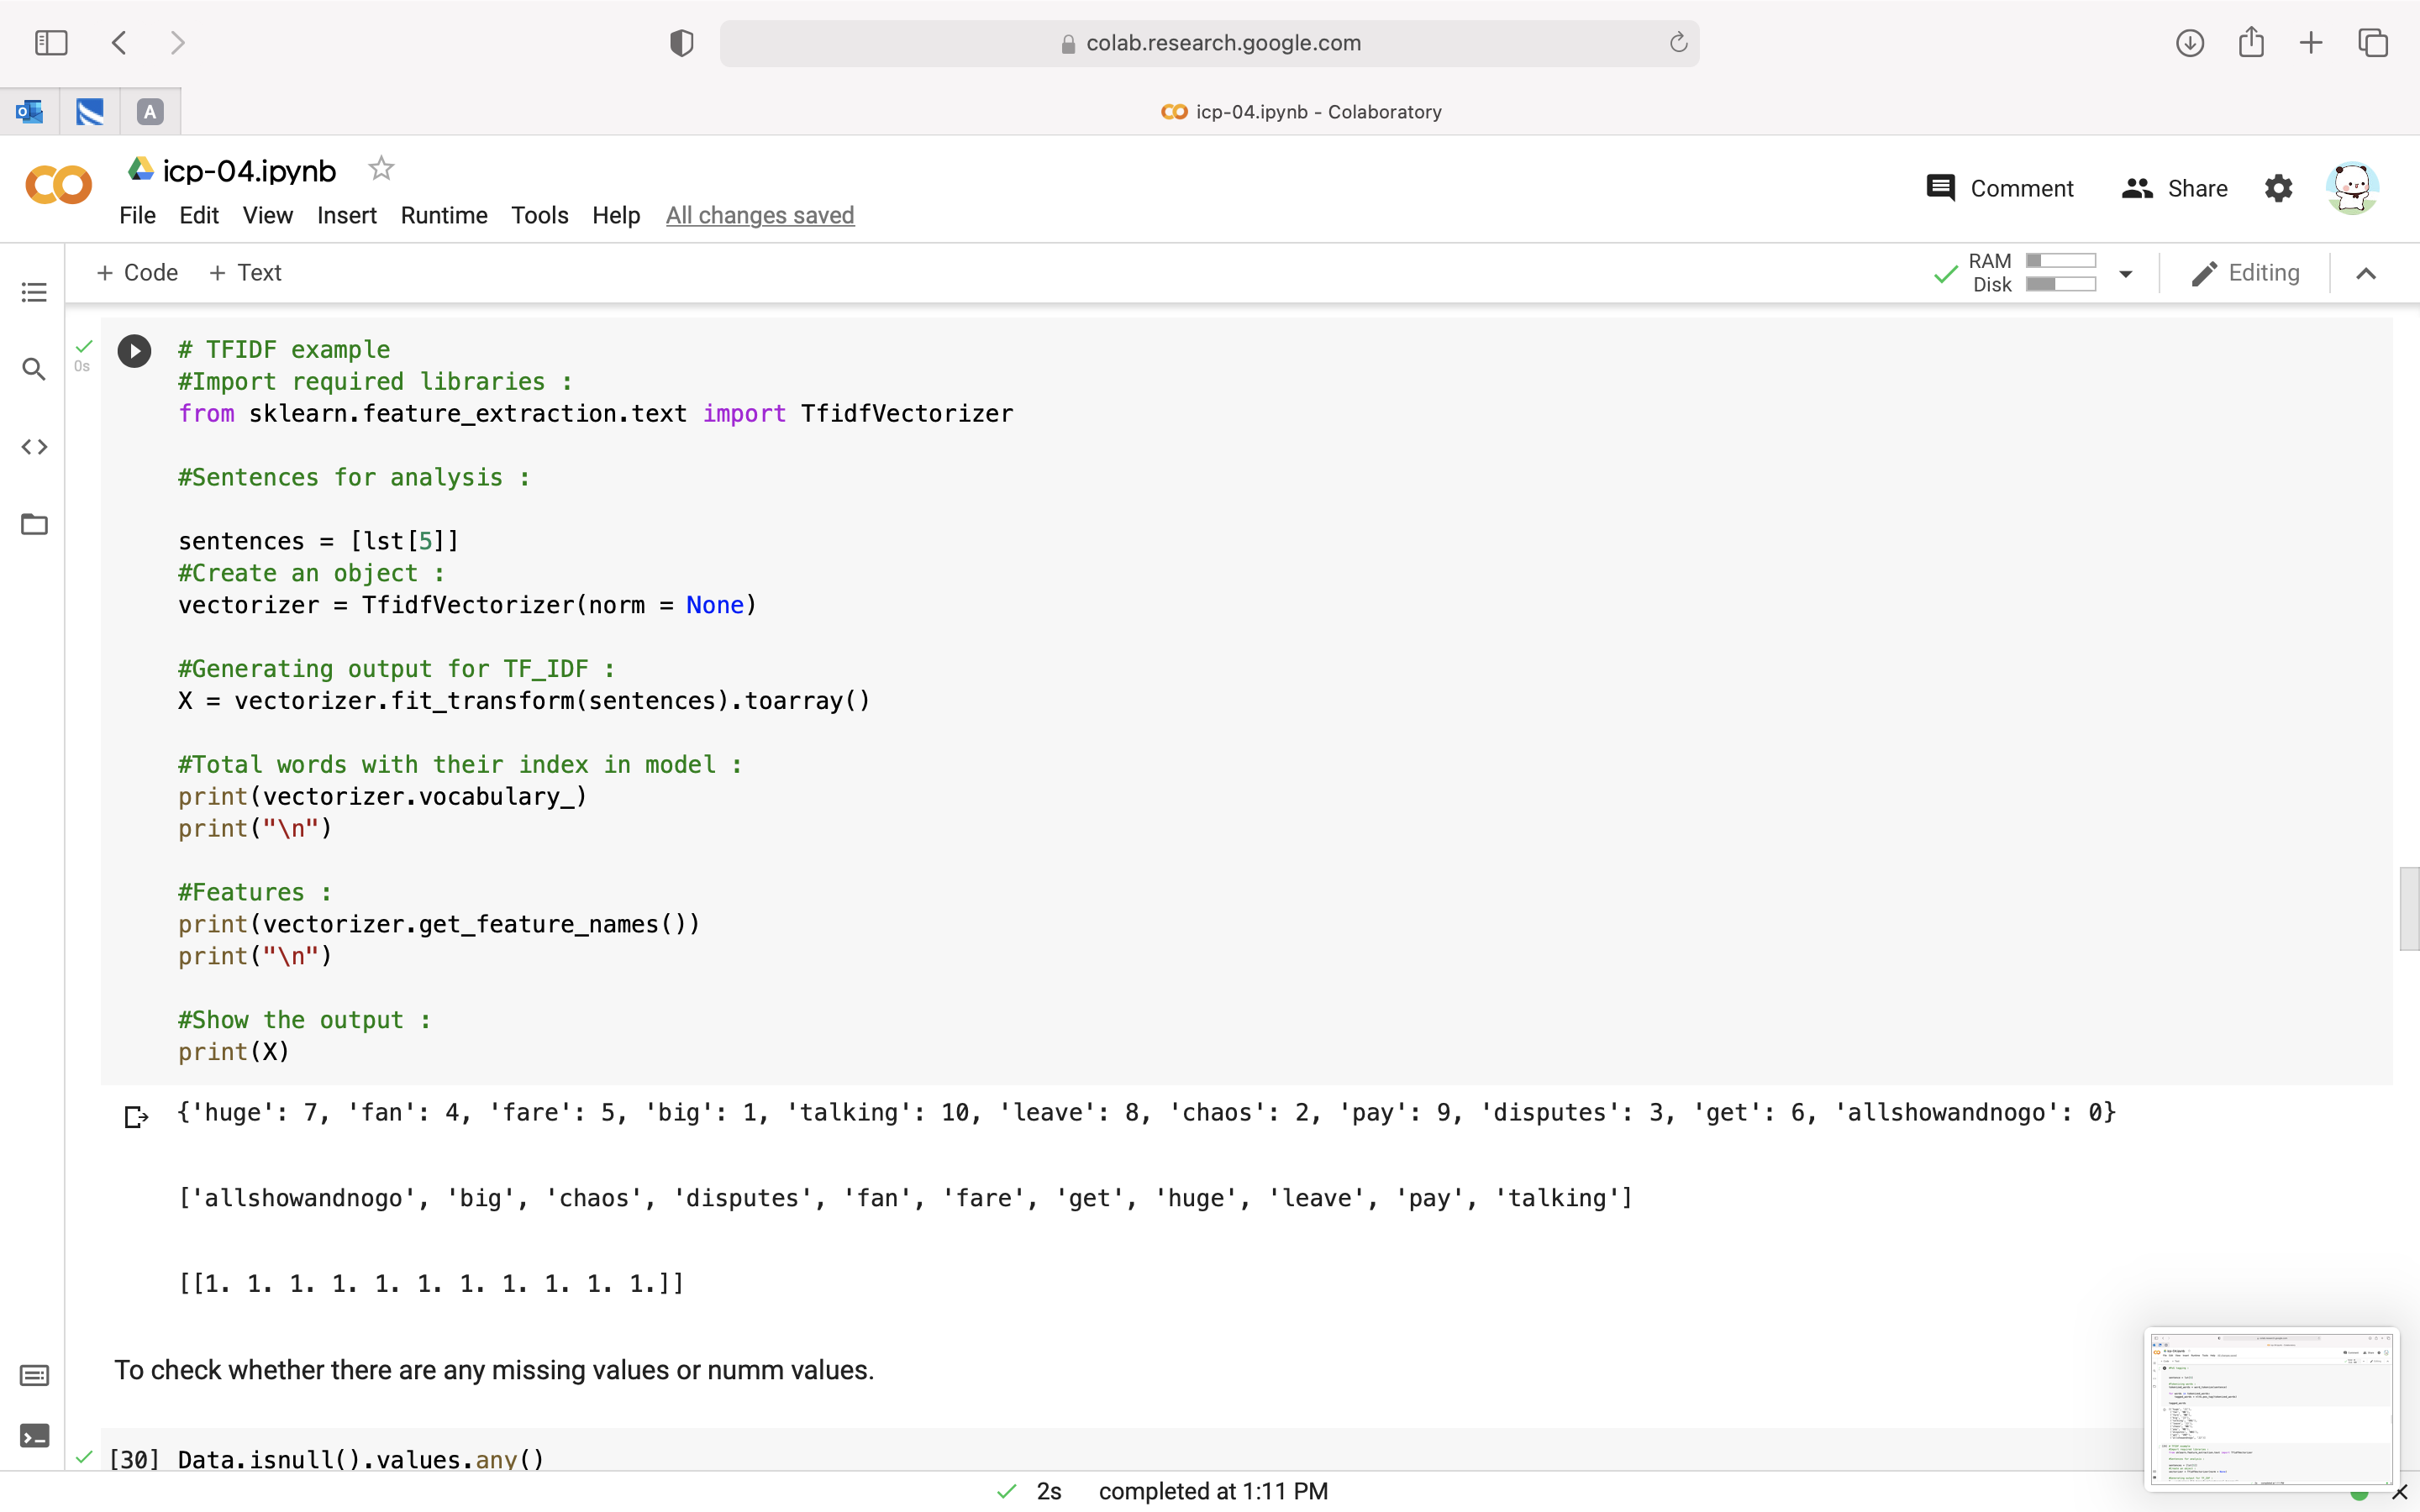 colab.research.google.com
A
icp-04.ipynb - Colaboratory
icp-04.ipynb
File Edit View Insert Runtime Tools Help All changes saved
Comment Share
+ Code + Text
RAM
Disk
Editing
0s
# TFIDF example
#Import required libraries :
from sklearn.feature_extraction.text import TfidfVectorizer
#Sentences for analysis :
sentences = [lst[5]]
#Create an object :
vectorizer = TfidfVectorizer(norm = None)
#Generating output for TF_IDF :
X = vectorizer.fit_transform(sentences).toarray()
#Total words with their index in model :
print(vectorizer.vocabulary_)
print("\n")
#Features :
print(vectorizer.get_feature_names())
print("\n")
#Show the output :
print(X)
{'huge': 7, 'fan': 4, 'fare': 5, 'big': 1, 'talking': 10, 'leave': 8, 'chaos': 2, 'pay': 9, 'disputes': 3, 'get': 6, 'allshowandnogo': 0}
['allshowandnogo', 'big', 'chaos', 'disputes', 'fan', 'fare', 'get', 'huge', 'leave', 'pay', 'talking']
[[1. 1. 1. 1. 1. 1. 1. 1. 1. 1. 1.]]
To check whether there are any missing values or numm values.
[30] Data.isnull().values.any()
2s completed at 1:11 PM